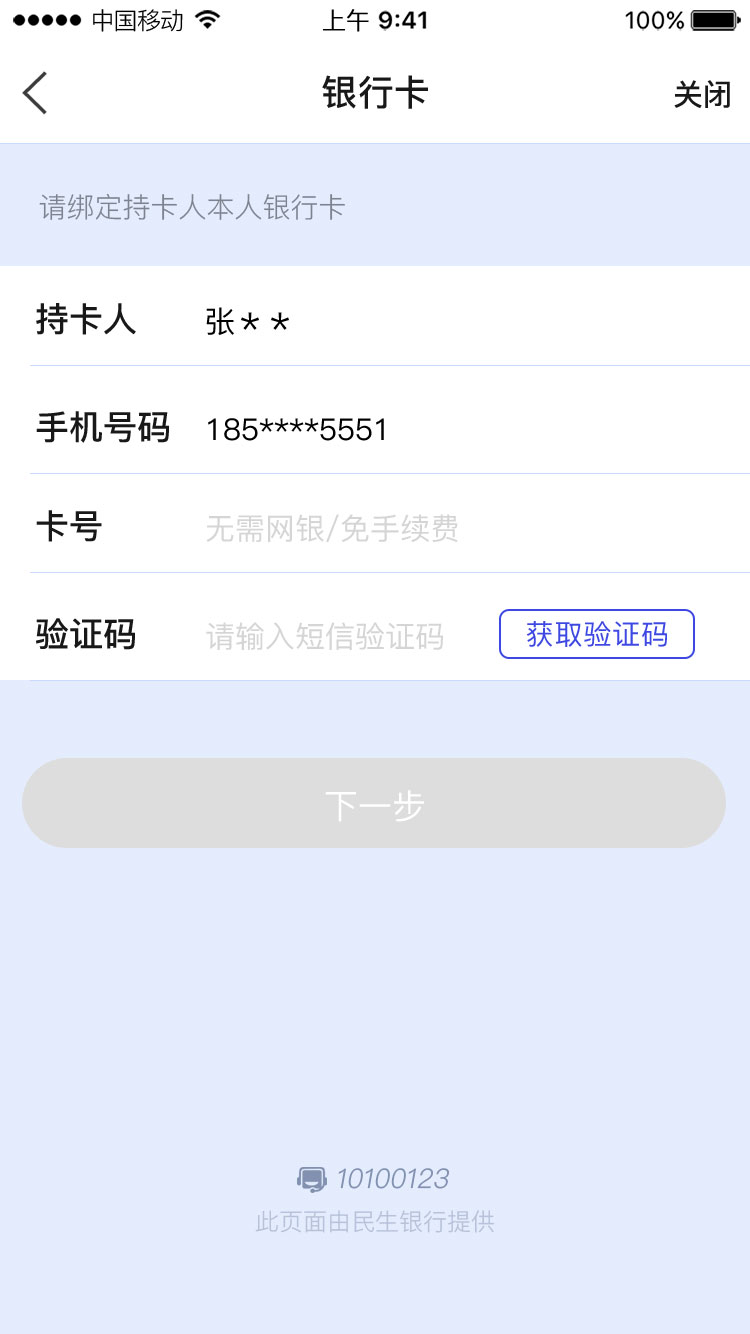 中国移动 上午 9:41 100%
银行卡 关闭
请绑定持卡人本人银行卡
持卡人 张＊＊
手机号码 185****5551
卡号 无需网银/免手续费
验证码 请输入短信验证码 获取验证码
下一步
10100123
此页面由民生银行提供